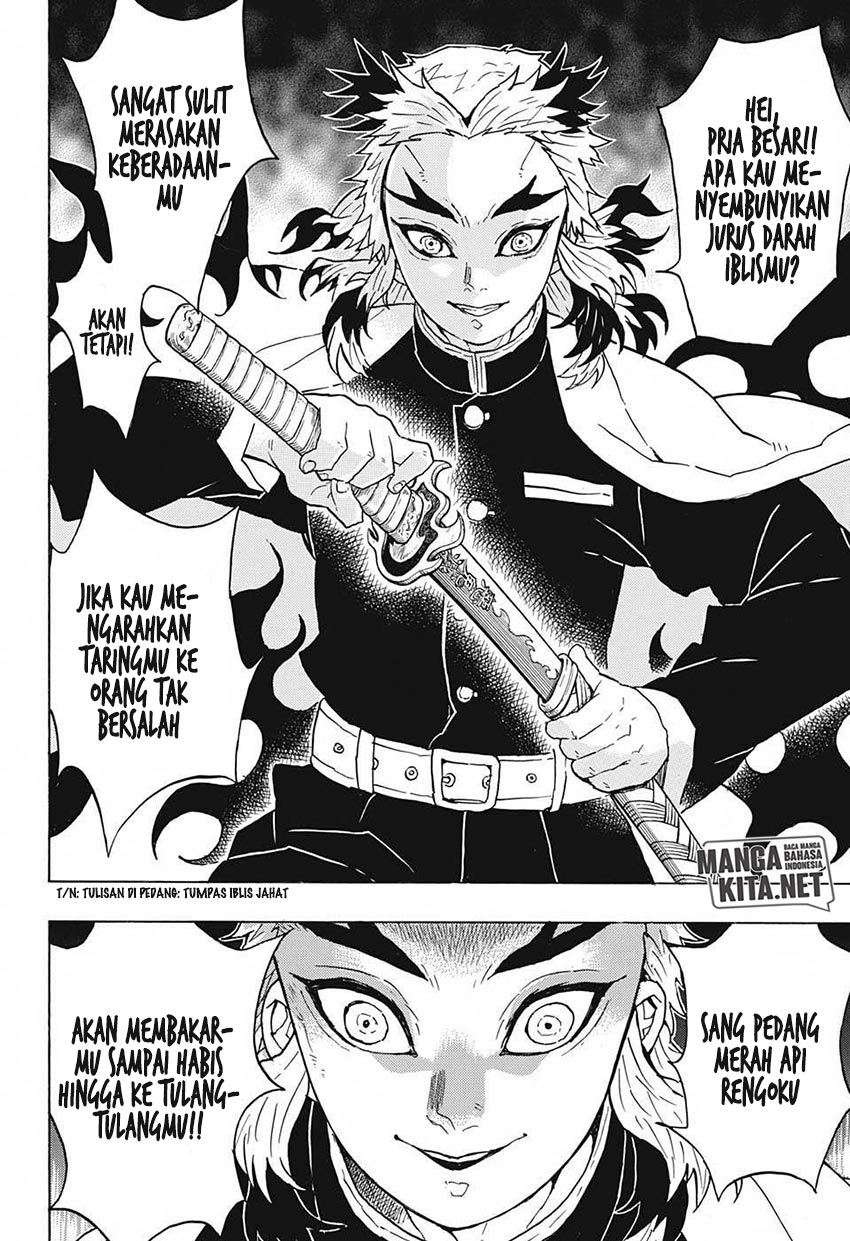 HEI,
PRIA BESAR!!
APA KAU ME-
NYEMBUNYIKAN
JURUS DARAH
IBLISMU?
SANGAT SULIT
MERASAKAN
KEBERADAAN-
MU
AKAN
TETAPI!
JIKA KAU ME-
NGARAHKAN
TARINGMU KE
ORANG TAK
BERSALAH
T/N: TULISAN DI PEDANG: TUMPAS IBLIS JAHAT
MANGA
KITA.NET
BACA MANGA
BAHASA
INDONESIA
SANG PEDANG
MERAH API
RENGOKU
AKAN MEMBAKAR-
MU SAMPAI HABIS
HINGGA KE TULANG-
TULANGMU!!